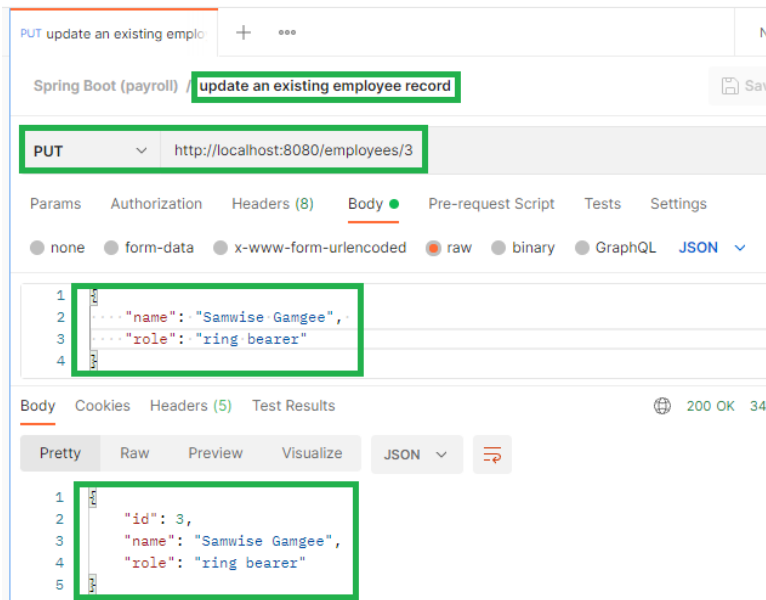 PUT update an existing emplo + ooo N
Spring Boot (payroll) / update an existing employee record Sav
PUT http://localhost:8080/employees/3
Params Authorization Headers (8) Body Pre-request Script Tests Settings
none form-data x-www-form-urlencoded raw binary GraphQL JSON
1 {
2 "name": "Samwise Gamgee",
3 "role": "ring bearer"
4 }
Body Cookies Headers (5) Test Results 200 OK 34
Pretty Raw Preview Visualize JSON
1 {
2 "id": 3,
3 "name": "Samwise Gamgee",
4 "role": "ring bearer"
5 }